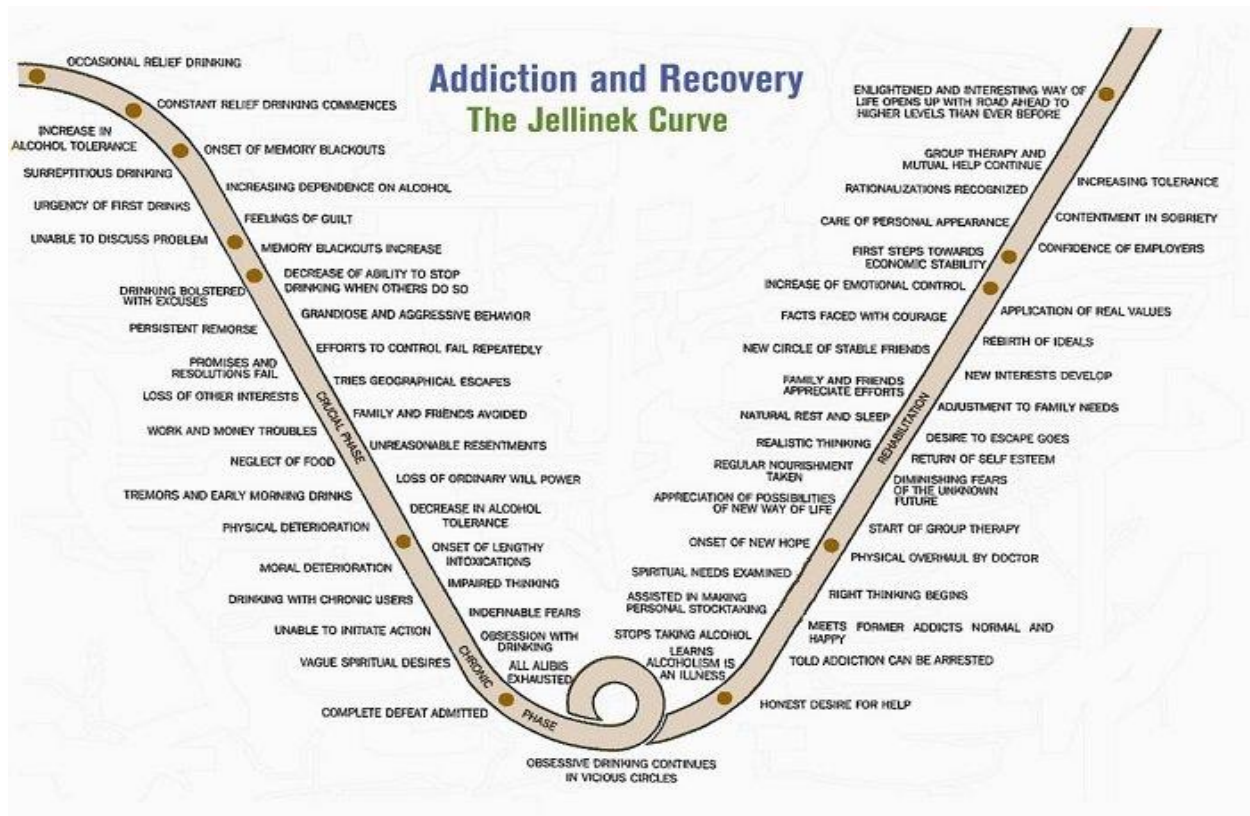 Addiction and Recovery
The Jellinek Curve
OCCASIONAL RELIEF DRINKING
CONSTANT RELIEF DRINKING COMMENCES
INCREASE IN
ALCOHOL TOLERANCE
ONSET OF MEMORY BLACKOUTS
SURREPTITIOUS DRINKING
INCREASING DEPENDENCE ON ALCOHOL
URGENCY OF FIRST DRINKS
FEELINGS OF GUILT
UNABLE TO DISCUSS PROBLEM
MEMORY BLACKOUTS INCREASE
DECREASE OF ABILITY TO STOP
DRINKING WHEN OTHERS DO SO
DRINKING BOLSTERED
WITH EXCUSES
GRANDIOSE AND AGGRESSIVE BEHAVIOR
PERSISTENT REMORSE
EFFORTS TO CONTROL FAIL REPEATEDLY
PROMISES AND
RESOLUTIONS FAIL
TRIES GEOGRAPHICAL ESCAPES
LOSS OF OTHER INTERESTS
CRUCIAL PHASE
FAMILY AND FRIENDS AVOIDED
WORK AND MONEY TROUBLES
UNREASONABLE RESENTMENTS
NEGLECT OF FOOD
LOSS OF ORDINARY WILL POWER
TREMORS AND EARLY MORNING DRINKS
DECREASE IN ALCOHOL
TOLERANCE
PHYSICAL DETERIORATION
ONSET OF LENGTHY
INTOXICATIONS
MORAL DETERIORATION
IMPAIRED THINKING
DRINKING WITH CHRONIC USERS
INDEFINABLE FEARS
UNABLE TO INITIATE ACTION
OBSESSION WITH
DRINKING
VAGUE SPIRITUAL DESIRES
CHRONIC
PHASE
ALL ALIBIS
EXHAUSTED
COMPLETE DEFEAT ADMITTED
OBSESSIVE DRINKING CONTINUES
IN VICIOUS CIRCLES
HONEST DESIRE FOR HELP
LEARNS
ALCOHOLISM IS
AN ILLNESS
TOLD ADDICTION CAN BE ARRESTED
STOPS TAKING ALCOHOL
MEETS FORMER ADDICTS NORMAL AND
HAPPY
ASSISTED IN MAKING
PERSONAL STOCKTAKING
RIGHT THINKING BEGINS
SPIRITUAL NEEDS EXAMINED
PHYSICAL OVERHAUL BY DOCTOR
ONSET OF NEW HOPE
START OF GROUP THERAPY
APPRECIATION OF POSSIBILITIES
OF NEW WAY OF LIFE
DIMINISHING FEARS
OF THE UNKNOWN
FUTURE
REGULAR NOURISHMENT
TAKEN
RETURN OF SELF ESTEEM
REALISTIC THINKING
REHABILITATION
DESIRE TO ESCAPE GOES
NATURAL REST AND SLEEP
ADJUSTMENT TO FAMILY NEEDS
FAMILY AND FRIENDS
APPRECIATE EFFORTS
NEW INTERESTS DEVELOP
NEW CIRCLE OF STABLE FRIENDS
REBIRTH OF IDEALS
FACTS FACED WITH COURAGE
APPLICATION OF REAL VALUES
INCREASE OF EMOTIONAL CONTROL
FIRST STEPS TOWARDS
ECONOMIC STABILITY
CONFIDENCE OF EMPLOYERS
CARE OF PERSONAL APPEARANCE
CONTENTMENT IN SOBRIETY
RATIONALIZATIONS RECOGNIZED
INCREASING TOLERANCE
GROUP THERAPY AND
MUTUAL HELP CONTINUE
ENLIGHTENED AND INTERESTING WAY OF
LIFE OPENS UP WITH ROAD AHEAD TO
HIGHER LEVELS THAN EVER BEFORE